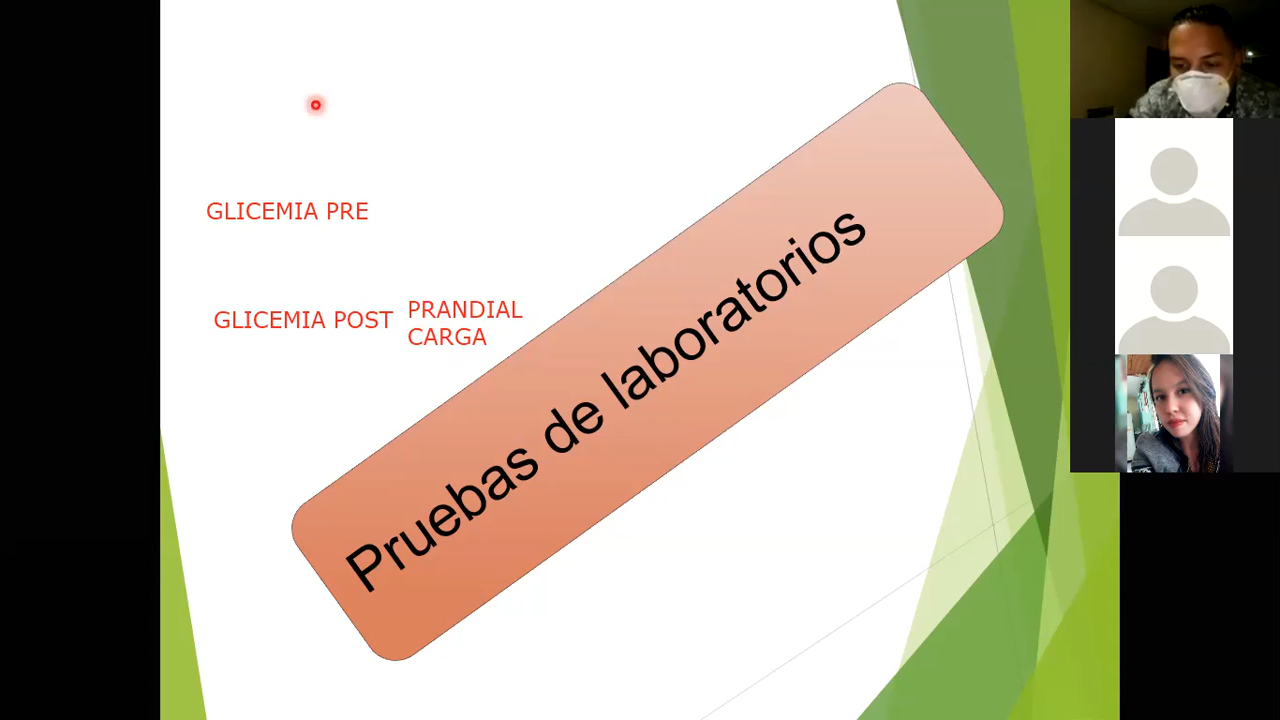 GLICEMIA PRE
GLICEMIA POST
PRANDIAL
CARGA
Pruebas de laboratorios